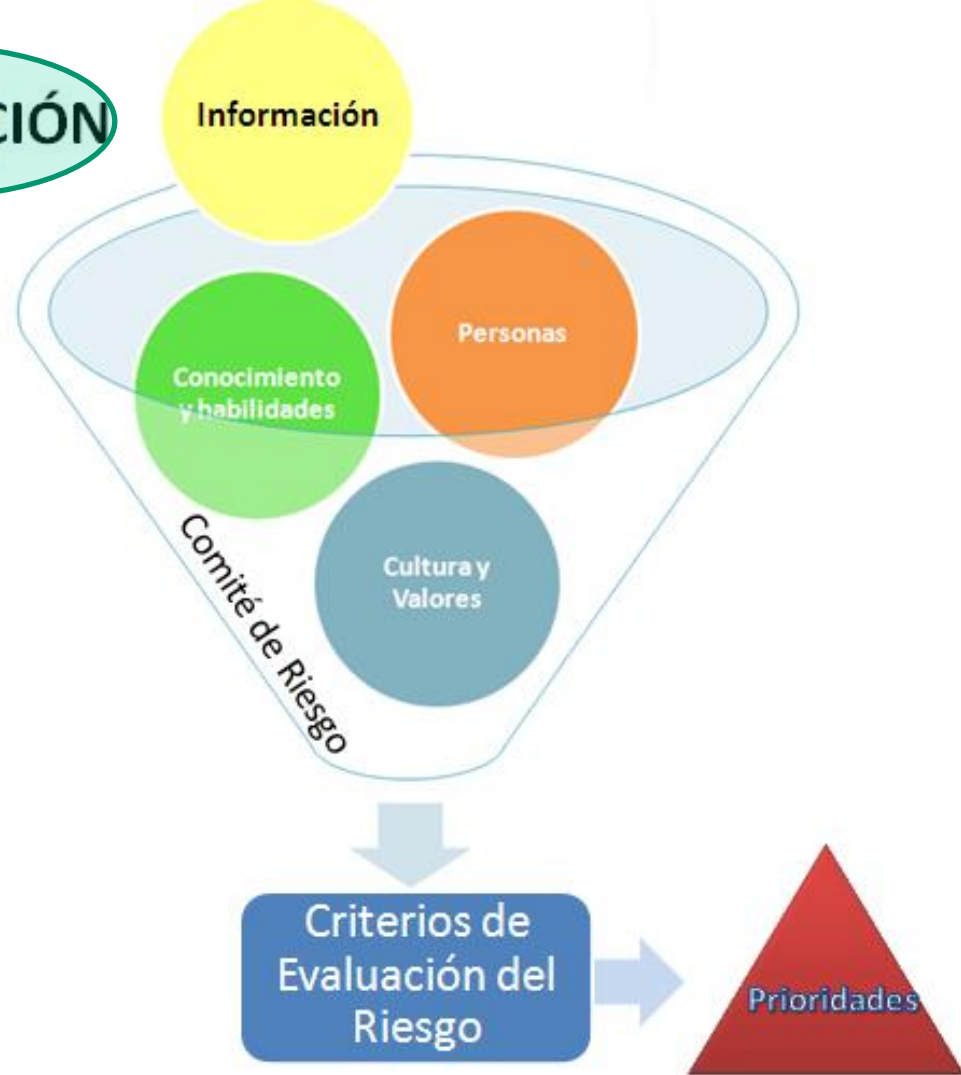 CIÓN
Información
Personas
Conocimiento
y habilidades
Cultura y
Valores
Comité de Riesgo
Criterios de
Evaluación del
Riesgo
Prioridades